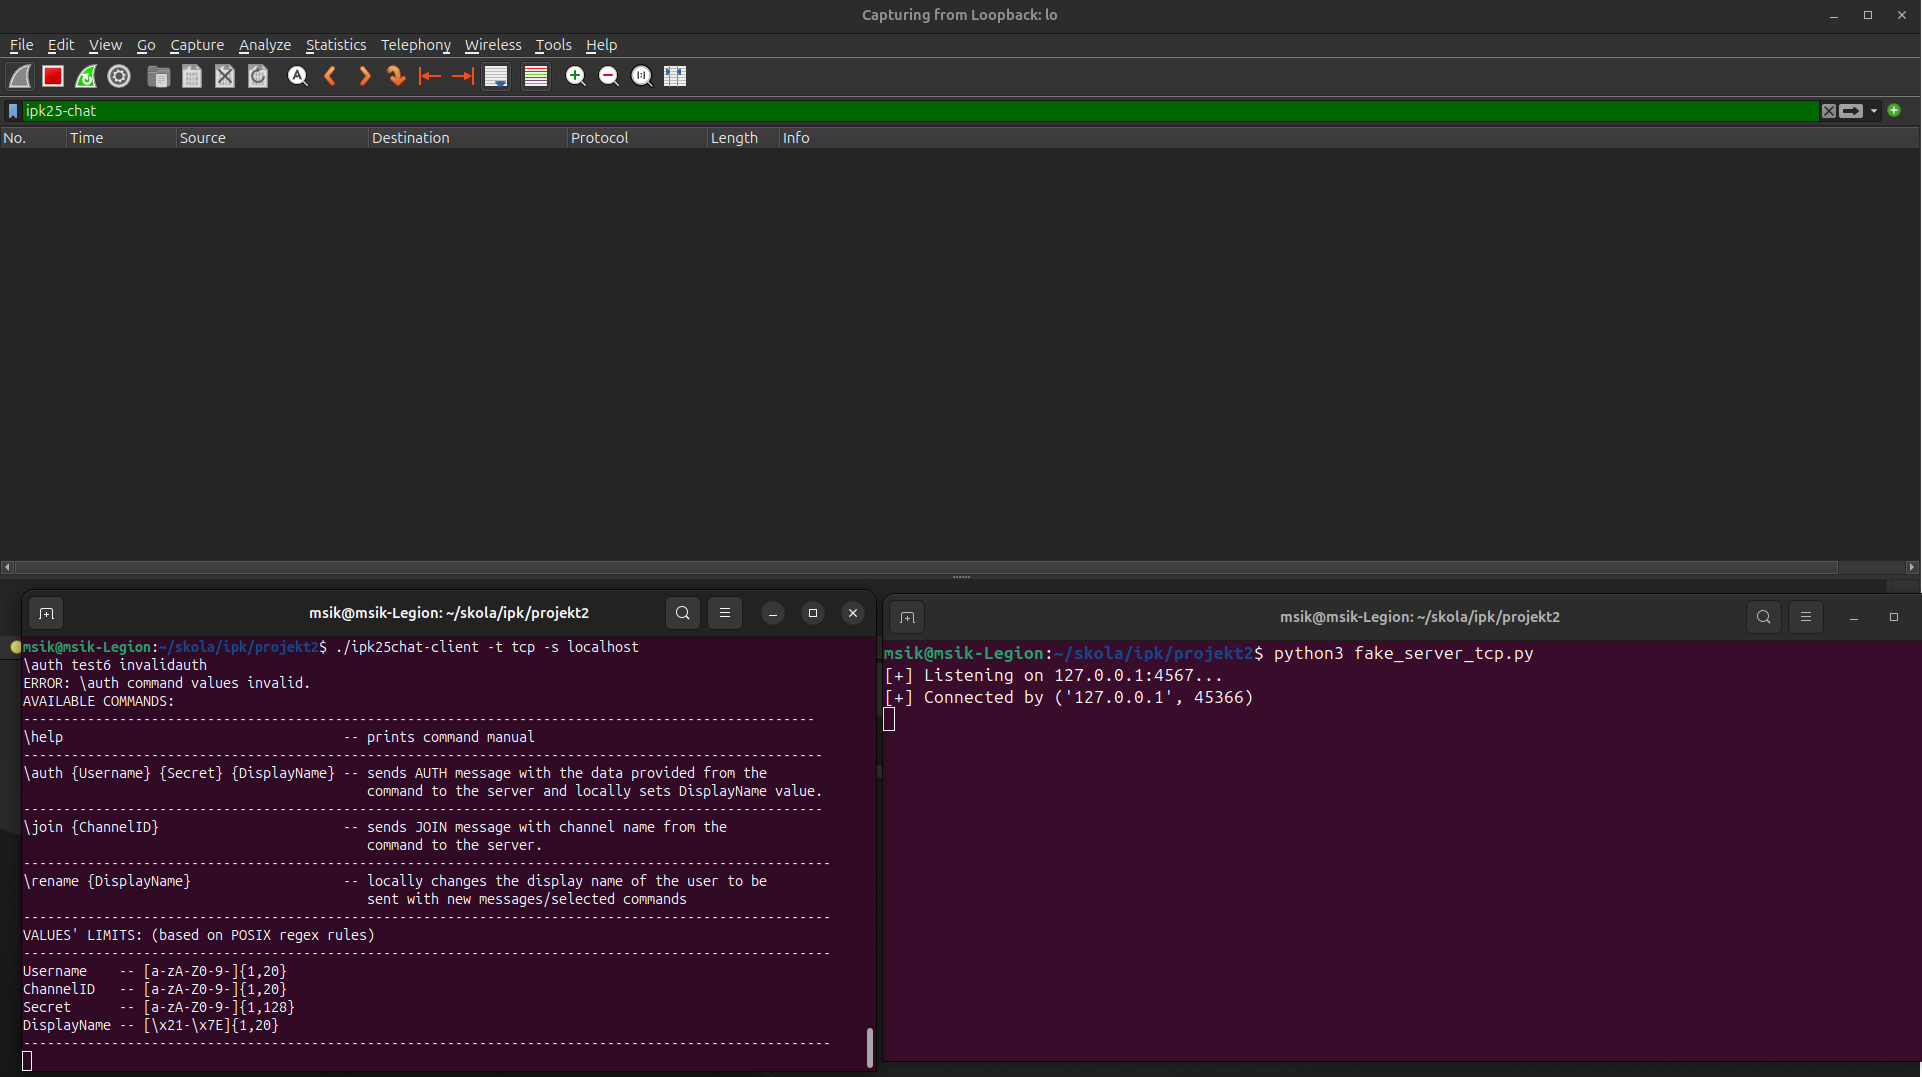 Capturing from Loopback: lo
File Edit View Go Capture Analyze Statistics Telephony Wireless Tools Help
ipk25-chat
No. Time Source Destination Protocol Length Info
msik@msik-Legion: ~/skola/ipk/projekt2
msik@msik-Legion:~/skola/ipk/projekt2$ ./ipk25chat-client -t tcp -s localhost
\auth test6 invalidauth
ERROR: \auth command values invalid.
AVAILABLE COMMANDS:
---------------------------------------------------------------------------------------------------
\help                                   -- prints command manual
----------------------------------------------------------------------------------------------------
\auth {Username} {Secret} {DisplayName} -- sends AUTH message with the data provided from the
                                           command to the server and locally sets DisplayName value.
----------------------------------------------------------------------------------------------------
\join {ChannelID}                       -- sends JOIN message with channel name from the
                                           command to the server.
-----------------------------------------------------------------------------------------------------
\rename {DisplayName}                   -- locally changes the display name of the user to be
                                           sent with new messages/selected commands
-----------------------------------------------------------------------------------------------------
VALUES' LIMITS: (based on POSIX regex rules)
-----------------------------------------------------------------------------------------------------
Username    -- [a-zA-Z0-9-]{1,20}
ChannelID   -- [a-zA-Z0-9-]{1,20}
Secret      -- [a-zA-Z0-9-]{1,128}
DisplayName -- [\x21-\x7E]{1,20}
-----------------------------------------------------------------------------------------------------
msik@msik-Legion: ~/skola/ipk/projekt2
msik@msik-Legion:~/skola/ipk/projekt2$ python3 fake_server_tcp.py
[+] Listening on 127.0.0.1:4567...
[+] Connected by ('127.0.0.1', 45366)